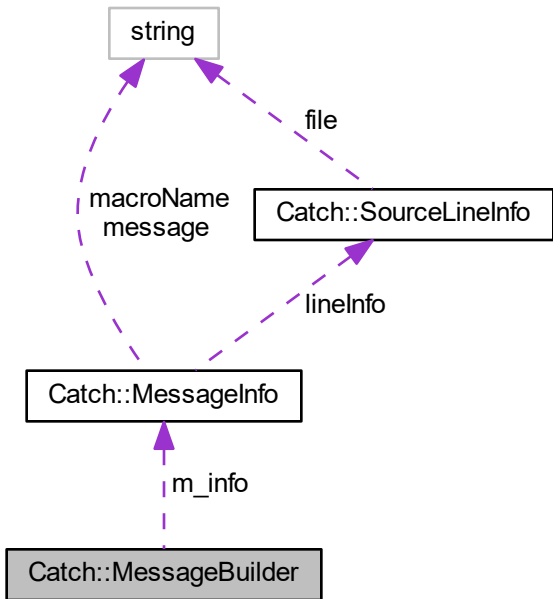 string
file
macroName
message
Catch::SourceLineInfo
lineInfo
Catch::MessageInfo
m_info
Catch::MessageBuilder